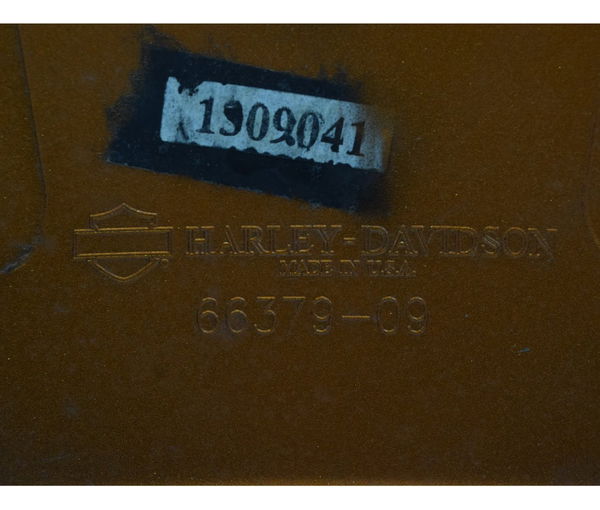 1909041
HARLEY-DAVIDSON
MADE IN U.S.A.
66379-09